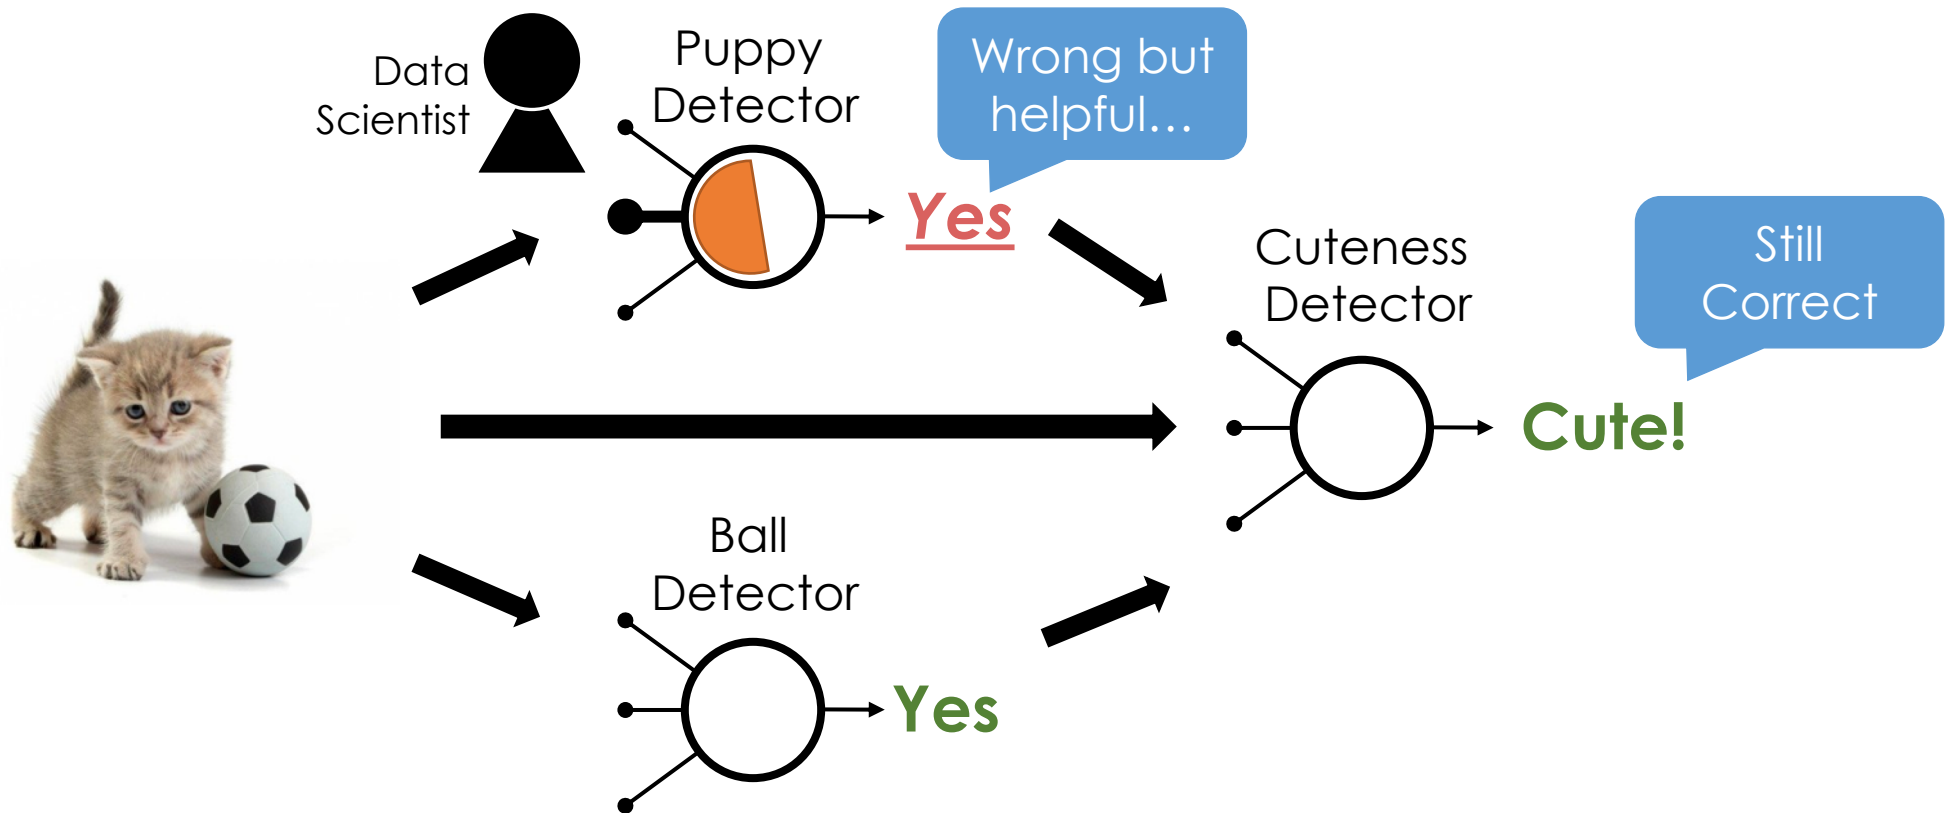 Data
Scientist
Puppy
Detector
Wrong but
helpful...
Yes
Cuteness
Detector
Still
Correct
Cute!
Ball
Detector
Yes